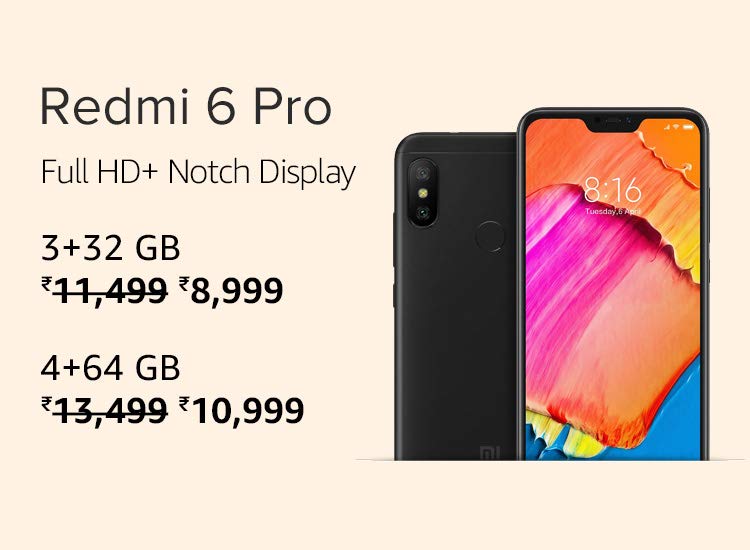 Redmi 6 Pro
Full HD+ Notch Display
3+32 GB
₹11,499 ₹8,999
4+64 GB
₹13,499 ₹10,999
8:16
Tuesday,6 April
MI